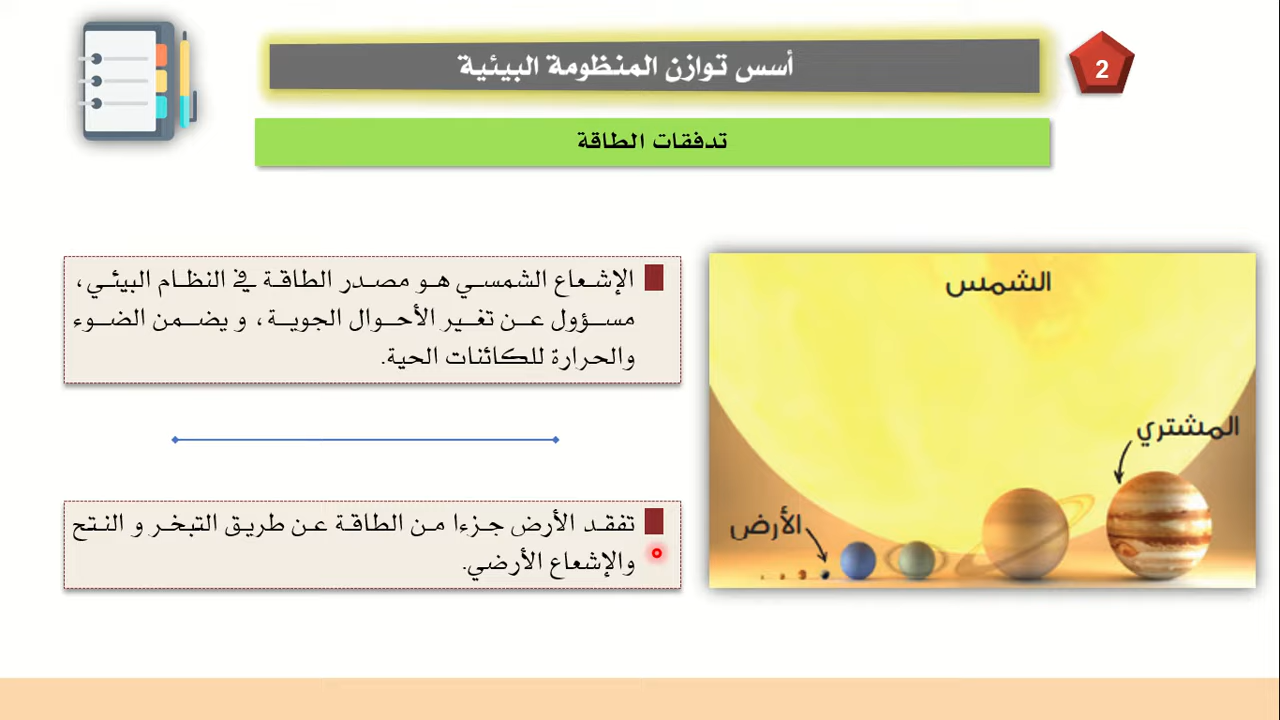 2
أسس توازن المنظومة البيئية
تدفقات الطاقة
الإشعاع الشمسي هو مصدر الطاقة في النظام البيئي،
مسؤول عن تغير الأحوال الجوية، و يضمن الضوء
والحرارة للكائنات الحية.
تفقد الأرض جزءا من الطاقة عن طريق التبخر و النتح
والإشعاع الأرضي.
الشمس
المشتري
الأرض